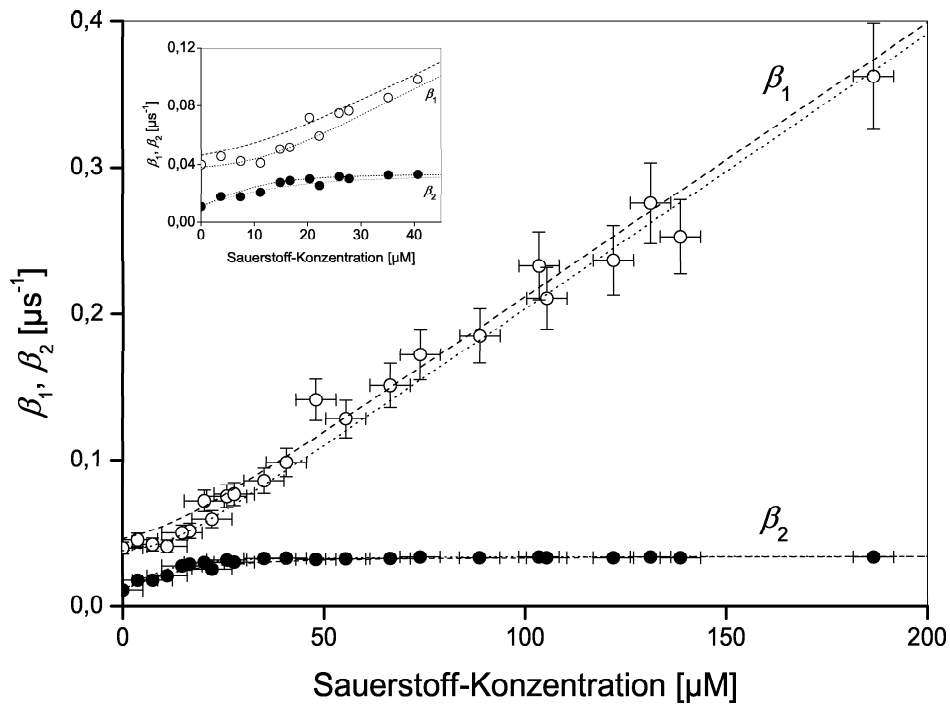 0,4
0,3
0,2
0,1
0,0
β₁, β₂ [µs⁻¹]
0 50 100 150 200
Sauerstoff-Konzentration [µM]
β₁
β₂
0,12
0,08
0,04
0,00
β₁, β₂ [µs⁻¹]
0 10 20 30 40
Sauerstoff-Konzentration [µM]
β₁
β₂